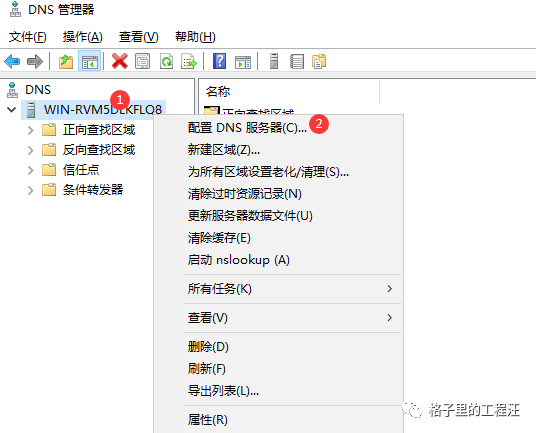 DNS 管理器
文件(F) 操作(A) 查看(V) 帮助(H)
DNS
WIN-RVM5DLKFLQ8
正向查找区域
反向查找区域
信任点
条件转发器
名称
正向查找区域
1
配置 DNS 服务器(C)...
2
新建区域(Z)...
为所有区域设置老化/清理(S)...
清除过时资源记录(N)
更新服务器数据文件(U)
清除缓存(E)
启动 nslookup (A)
所有任务(K)
查看(V)
删除(D)
刷新(F)
导出列表(L)...
属性(R)
格子里的工程汪